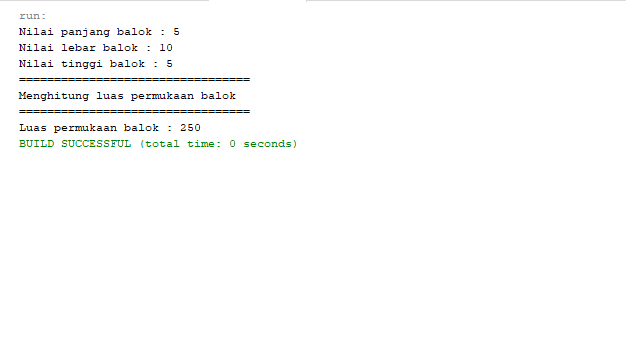 run:
Nilai panjang balok : 5
Nilai lebar balok : 10
Nilai tinggi balok : 5
=================================
Menghitung luas permukaan balok
=================================
Luas permukaan balok : 250
BUILD SUCCESSFUL (total time: 0 seconds)